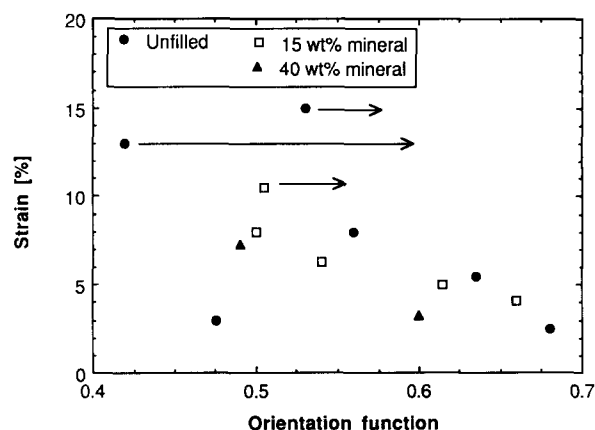 20
Unfilled
15 wt% mineral
40 wt% mineral
15
10
5
0
Strain [%]
0.4
0.5
0.6
0.7
Orientation function